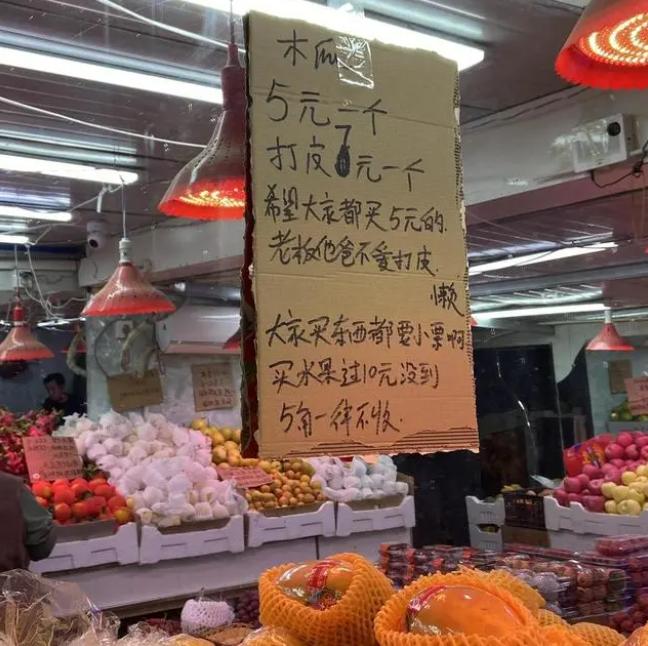 木瓜
5元一个
打皮7元一个
希望大家都买5元的.
老板他爸不爱打皮.
懒
大家买东西都要小票啊
买水果过10元没到
5角一律不收.